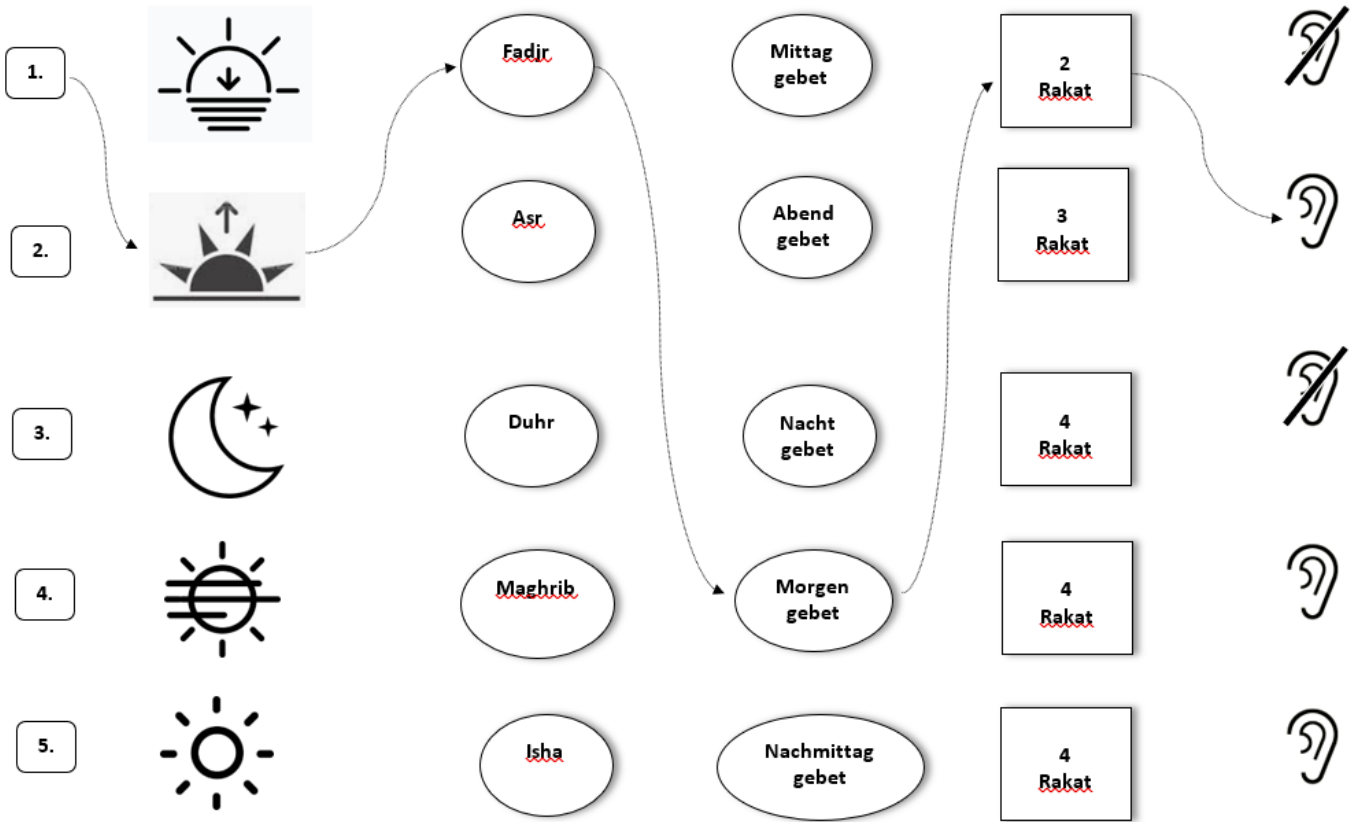 1.
Fadjr
Mittag
gebet
2
Rakat
2.
Asr
Abend
gebet
3
Rakat
3.
Duhr
Nacht
gebet
4
Rakat
4.
Maghrib
Morgen
gebet
4
Rakat
5.
Isha
Nachmittag
gebet
4
Rakat